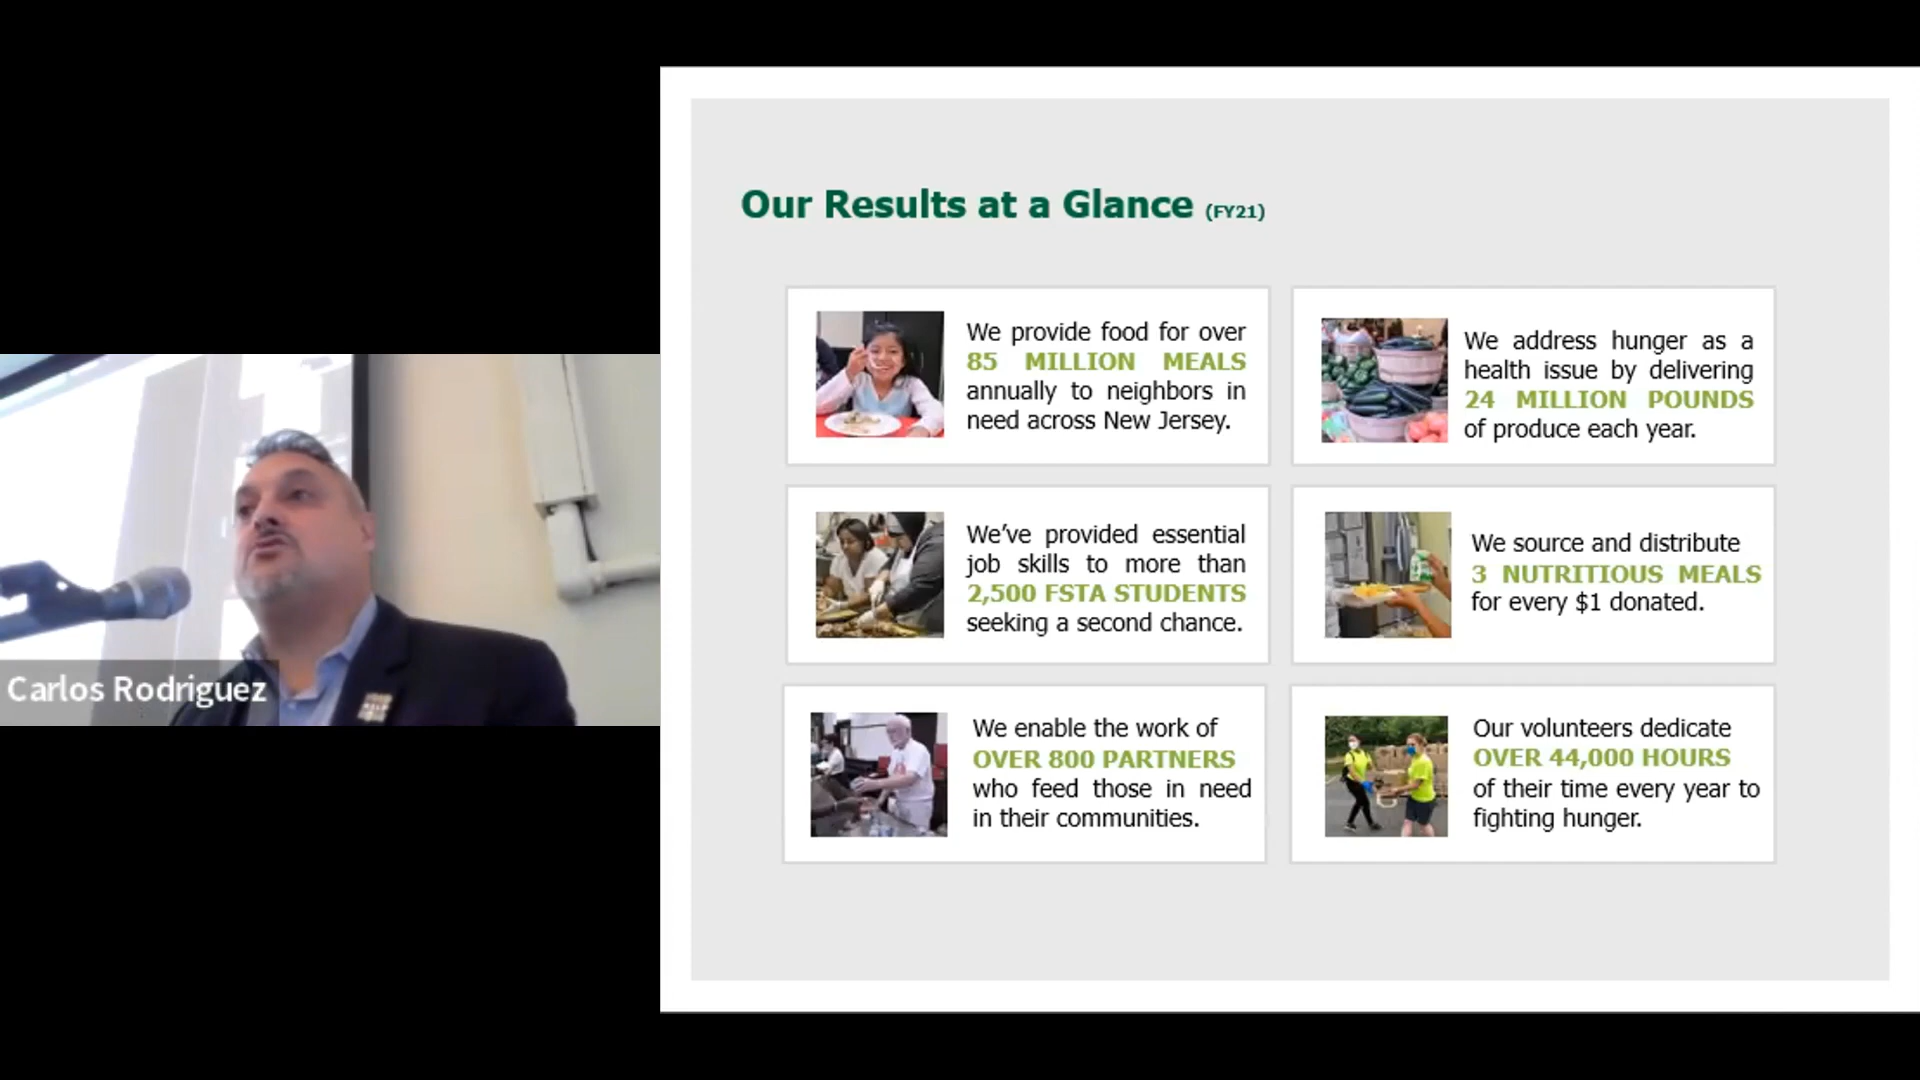 Our Results at a Glance (FY21)
We provide food for over
85 MILLION MEALS
annually to neighbors in
need across New Jersey.
We address hunger as a
health issue by delivering
24 MILLION POUNDS
of produce each year.
We’ve provided essential
job skills to more than
2,500 FSTA STUDENTS
seeking a second chance.
We source and distribute
3 NUTRITIOUS MEALS
for every $1 donated.
We enable the work of
OVER 800 PARTNERS
who feed those in need
in their communities.
Our volunteers dedicate
OVER 44,000 HOURS
of their time every year to
fighting hunger.
Carlos Rodriguez